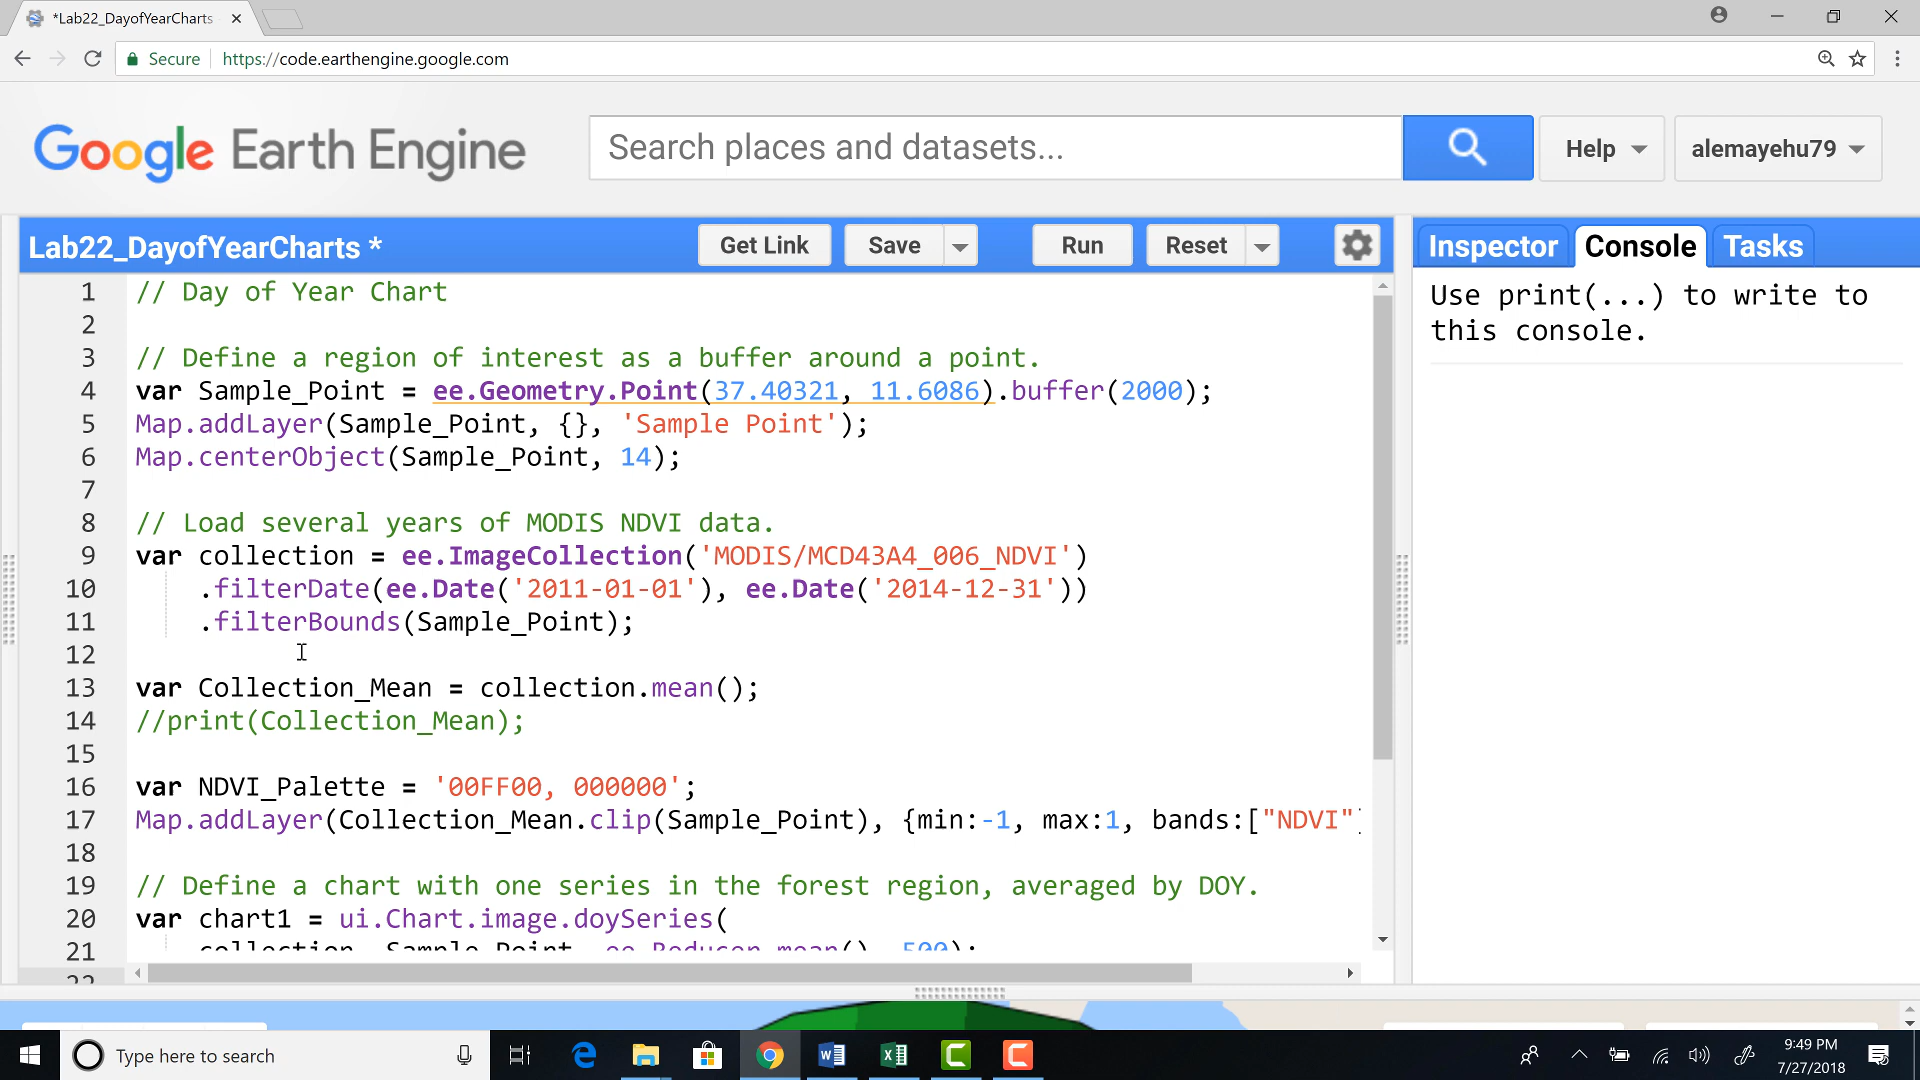 *Lab22_DayofYearCharts
Secure https://code.earthengine.google.com
Google Earth Engine
Search places and datasets...
Help
alemayehu79
Lab22_DayofYearCharts *
Get Link
Save
Run
Reset
Inspector
Console
Tasks
Use print(...) to write to
this console.
1 // Day of Year Chart
2
3 // Define a region of interest as a buffer around a point.
4 var Sample_Point = ee.Geometry.Point(37.40321, 11.6086).buffer(2000);
5 Map.addLayer(Sample_Point, {}, 'Sample Point');
6 Map.centerObject(Sample_Point, 14);
7
8 // Load several years of MODIS NDVI data.
9 var collection = ee.ImageCollection('MODIS/MCD43A4_006_NDVI')
10 .filterDate(ee.Date('2011-01-01'), ee.Date('2014-12-31'))
11 .filterBounds(Sample_Point);
12
13 var Collection_Mean = collection.mean();
14 //print(Collection_Mean);
15
16 var NDVI_Palette = '00FF00, 000000';
17 Map.addLayer(Collection_Mean.clip(Sample_Point), {min:-1, max:1, bands:["NDVI"]
18
19 // Define a chart with one series in the forest region, averaged by DOY.
20 var chart1 = ui.Chart.image.doySeries(
21 collection, Sample_Point, ee.Reducer.mean(), 500);
22
Type here to search
9:49 PM
7/27/2018